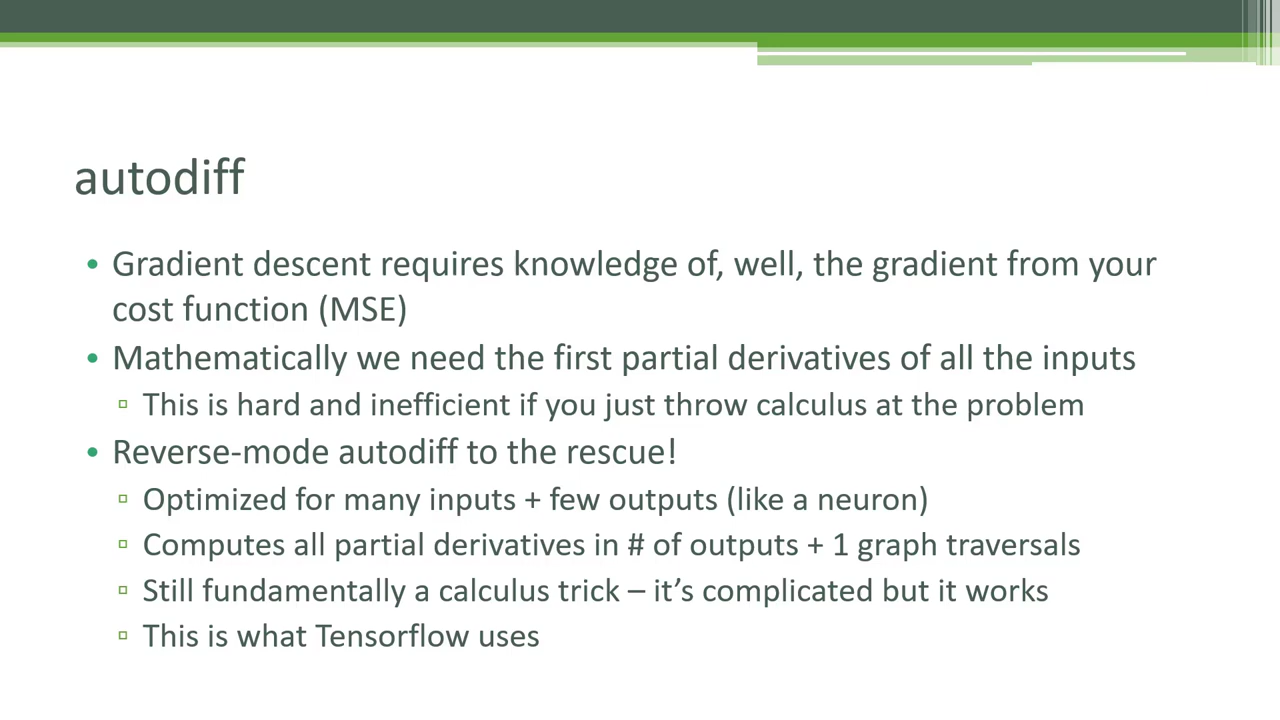 autodiff
• Gradient descent requires knowledge of, well, the gradient from your
cost function (MSE)
• Mathematically we need the first partial derivatives of all the inputs
▫ This is hard and inefficient if you just throw calculus at the problem
• Reverse-mode autodiff to the rescue!
▫ Optimized for many inputs + few outputs (like a neuron)
▫ Computes all partial derivatives in # of outputs + 1 graph traversals
▫ Still fundamentally a calculus trick – it’s complicated but it works
▫ This is what Tensorflow uses